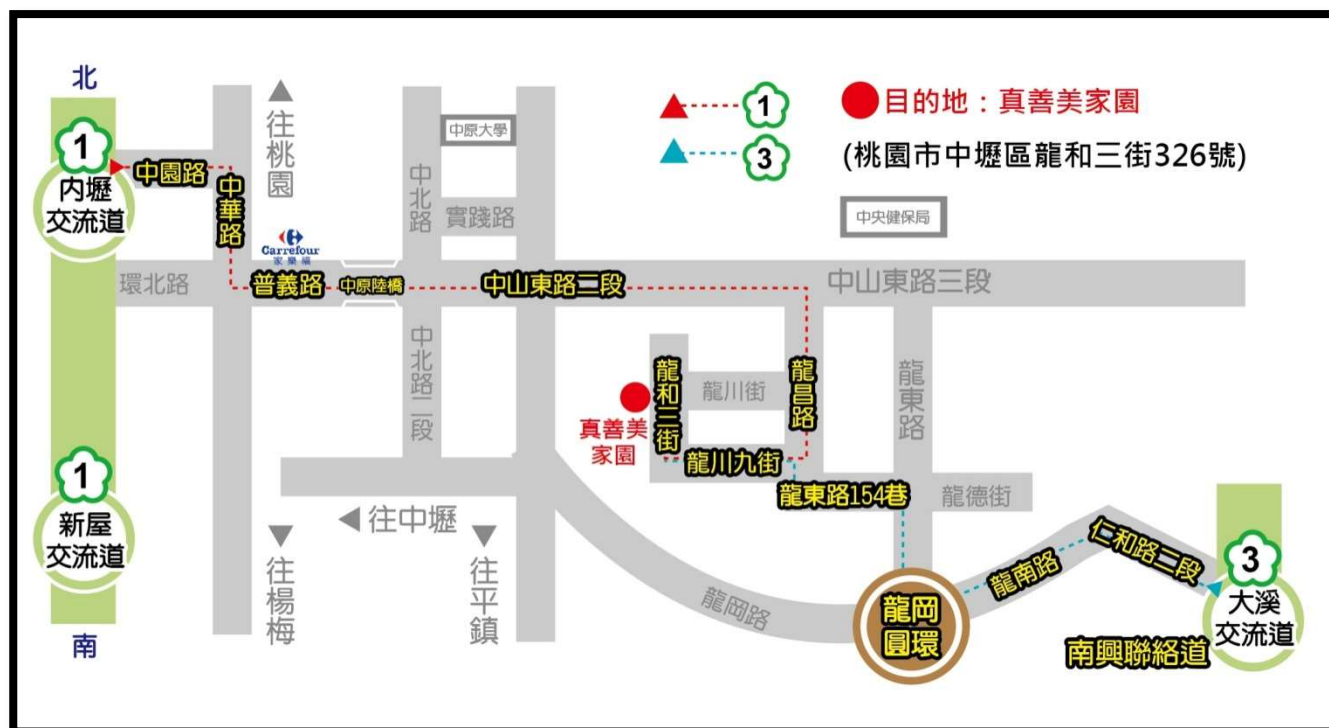 北
1
内壢
交流道
中園路
中華路
往桃園
Carrefour
家樂福
環北路
普義路
中原陸橋
中北路
中原大學
實踐路
中山東路二段
1
3
目的地：真善美家園
(桃園市中壢區龍和三街326號)
中央健保局
中山東路三段
中北路二段
真善美
家園
龍和三街
龍川街
龍昌路
龍東路
龍川九街
龍東路154巷
龍德街
1
新屋
交流道
南
往楊梅
往中壢
往平鎮
龍岡路
龍岡
圓環
龍南路
仁和路二段
3
大溪
交流道
南興聯絡道